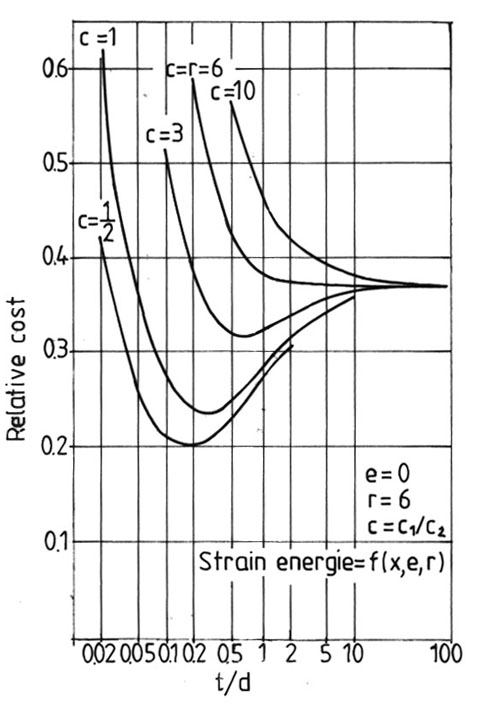 c=1
0.6
c=r=6
c=10
0.5
c=3
c=1/2
0.4
0.3
0.2
0.1
Relative cost
e=0
r=6
c=c₁/c₂
Strain energie=f(x,e,r)
0.02 0.05 0.1 0.2 0.5 1 2 5 10 100
t/d